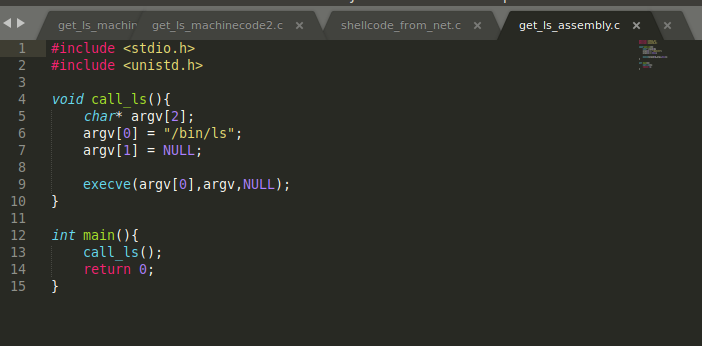 get_ls_machin get_ls_machinecode2.c × shellcode_from_net.c × get_ls_assembly.c × ×
1 #include <stdio.h>
2 #include <unistd.h>
3
4 void call_ls(){
5 char* argv[2];
6 argv[0] = "/bin/ls";
7 argv[1] = NULL;
8
9 execve(argv[0],argv,NULL);
10 }
11
12 int main(){
13 call_ls();
14 return 0;
15 }